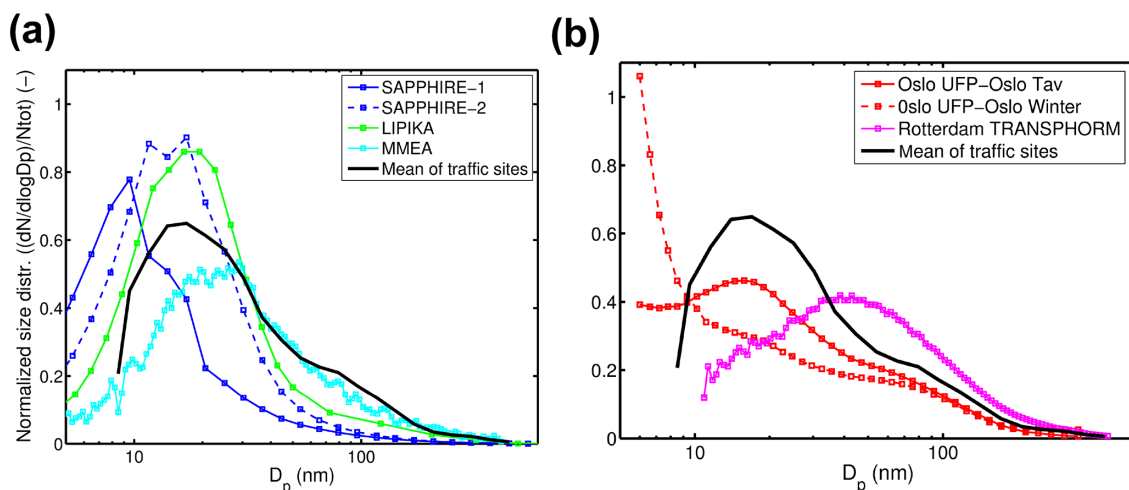 (a)
Normalized size distr. ((dN/dlogDp)/Ntot) (−)
1
0.8
0.6
0.4
0.2
0
10
100
D_p (nm)
SAPPHIRE−1
SAPPHIRE−2
LIPIKA
MMEA
Mean of traffic sites
(b)
1
0.8
0.6
0.4
0.2
0
10
100
D_p (nm)
Oslo UFP−Oslo Tav
0slo UFP−Oslo Winter
Rotterdam TRANSPHORM
Mean of traffic sites